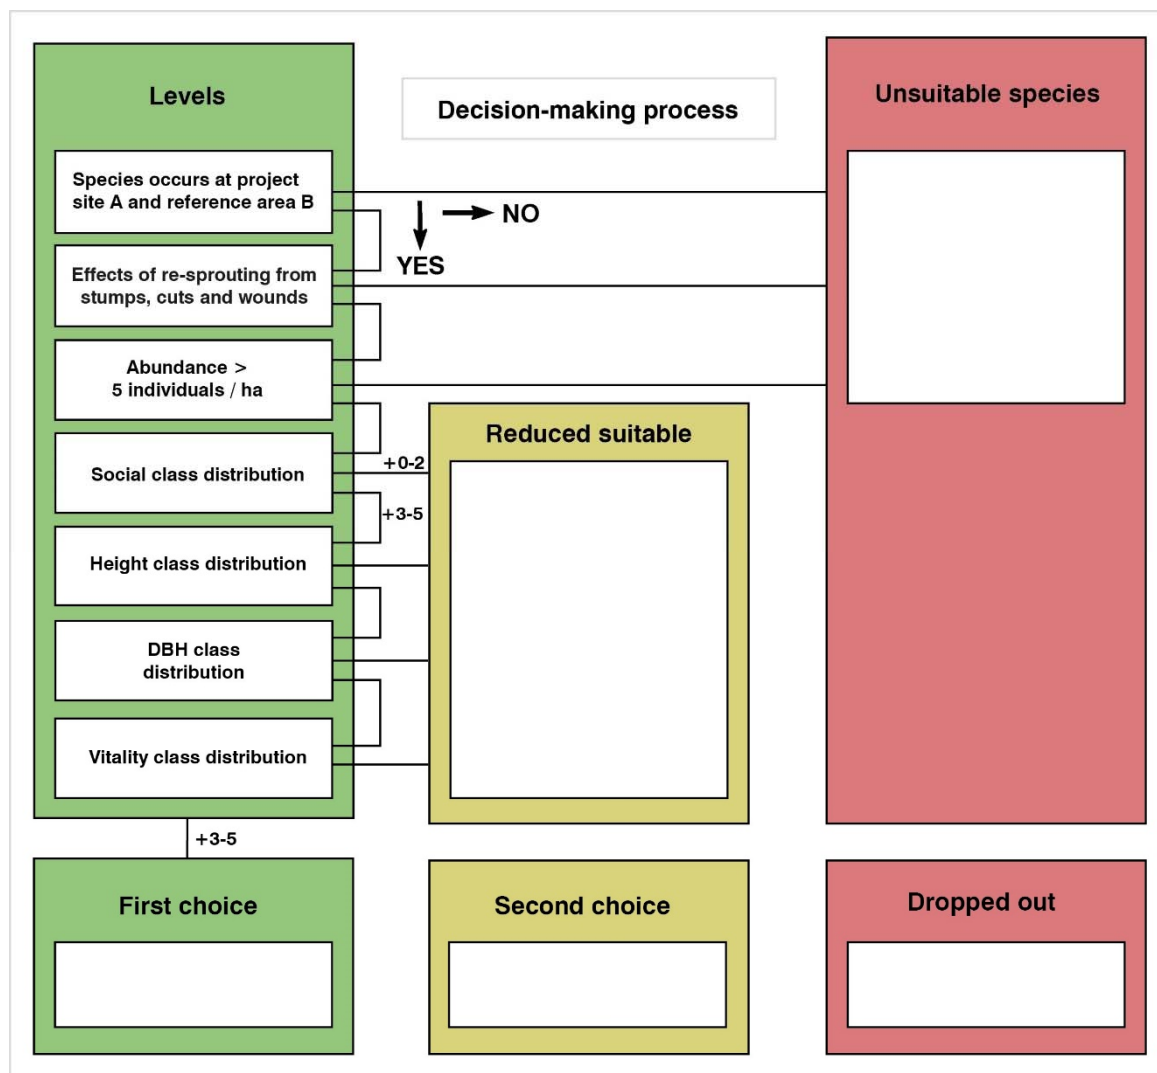 Levels
Decision-making process
Unsuitable species
Species occurs at project
site A and reference area B
NO
YES
Effects of re-sprouting from
stumps, cuts and wounds
Abundance >
5 individuals / ha
Reduced suitable
Social class distribution
+0-2
+3-5
Height class distribution
DBH class
distribution
Vitality class distribution
+3-5
First choice
Second choice
Dropped out